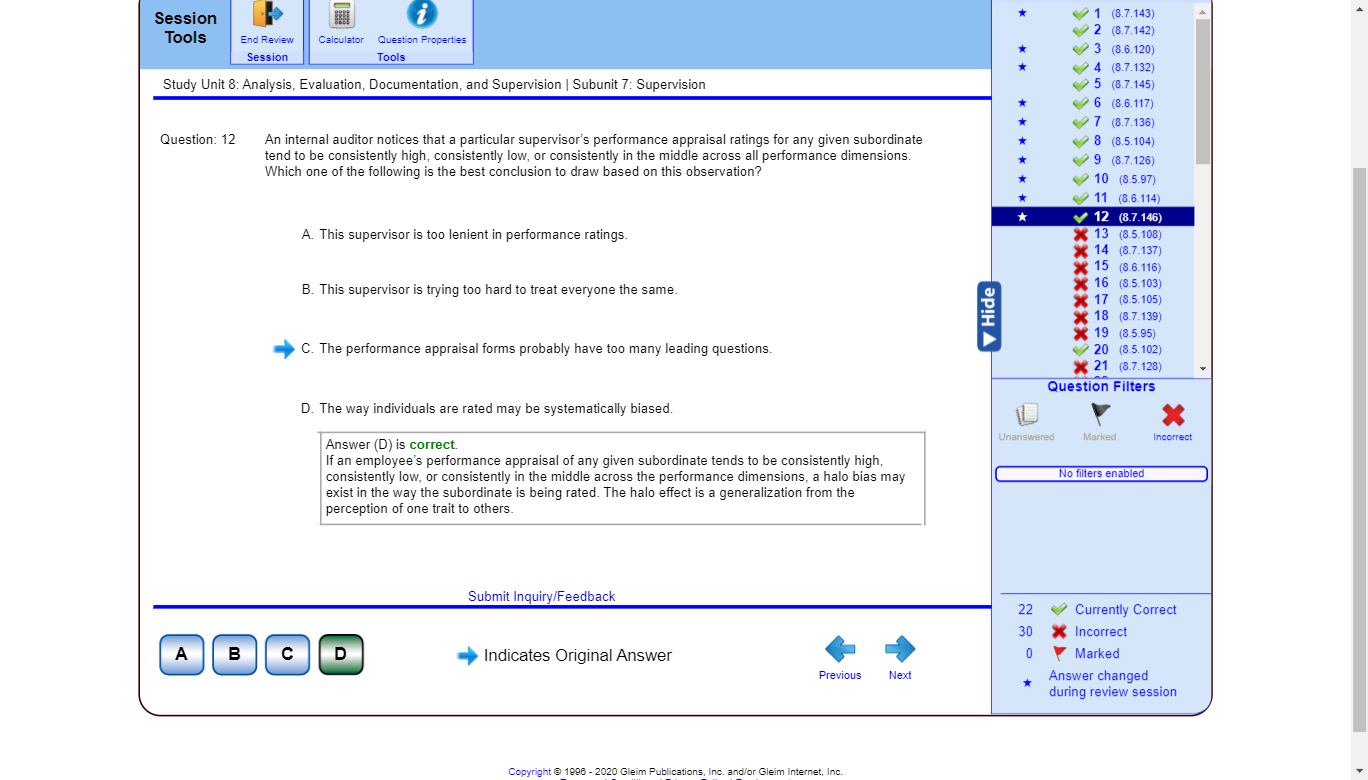 Session
Tools
End Review
Session
Calculator Question Properties
Tools
Study Unit 8: Analysis, Evaluation, Documentation, and Supervision | Subunit 7: Supervision
Question: 12
An internal auditor notices that a particular supervisor's performance appraisal ratings for any given subordinate
tend to be consistently high, consistently low, or consistently in the middle across all performance dimensions.
Which one of the following is the best conclusion to draw based on this observation?
A. This supervisor is too lenient in performance ratings.
B. This supervisor is trying too hard to treat everyone the same.
C. The performance appraisal forms probably have too many leading questions.
D. The way individuals are rated may be systematically biased.
Answer (D) is correct.
If an employee's performance appraisal of any given subordinate tends to be consistently high,
consistently low, or consistently in the middle across the performance dimensions, a halo bias may
exist in the way the subordinate is being rated. The halo effect is a generalization from the
perception of one trait to others.
Submit Inquiry/Feedback
A B C D
Indicates Original Answer
Previous Next
Hide
1 (8.7.143)
2 (8.7.142)
3 (8.6.120)
4 (8.7.132)
5 (8.7.145)
6 (8.6.117)
7 (8.7.136)
8 (8.5.104)
9 (8.7.126)
10 (8.5.97)
11 (8.6.114)
12 (8.7.146)
13 (8.5.108)
14 (8.7.137)
15 (8.6.116)
16 (8.5.103)
17 (8.5.105)
18 (8.7.139)
19 (8.5.95)
20 (8.5.102)
21 (8.7.128)
Question Filters
Unanswered Marked Incorrect
No filters enabled
22 Currently Correct
30 Incorrect
0 Marked
Answer changed
during review session
Copyright © 1996 - 2020 Gleim Publications, Inc. and/or Gleim Internet, Inc.